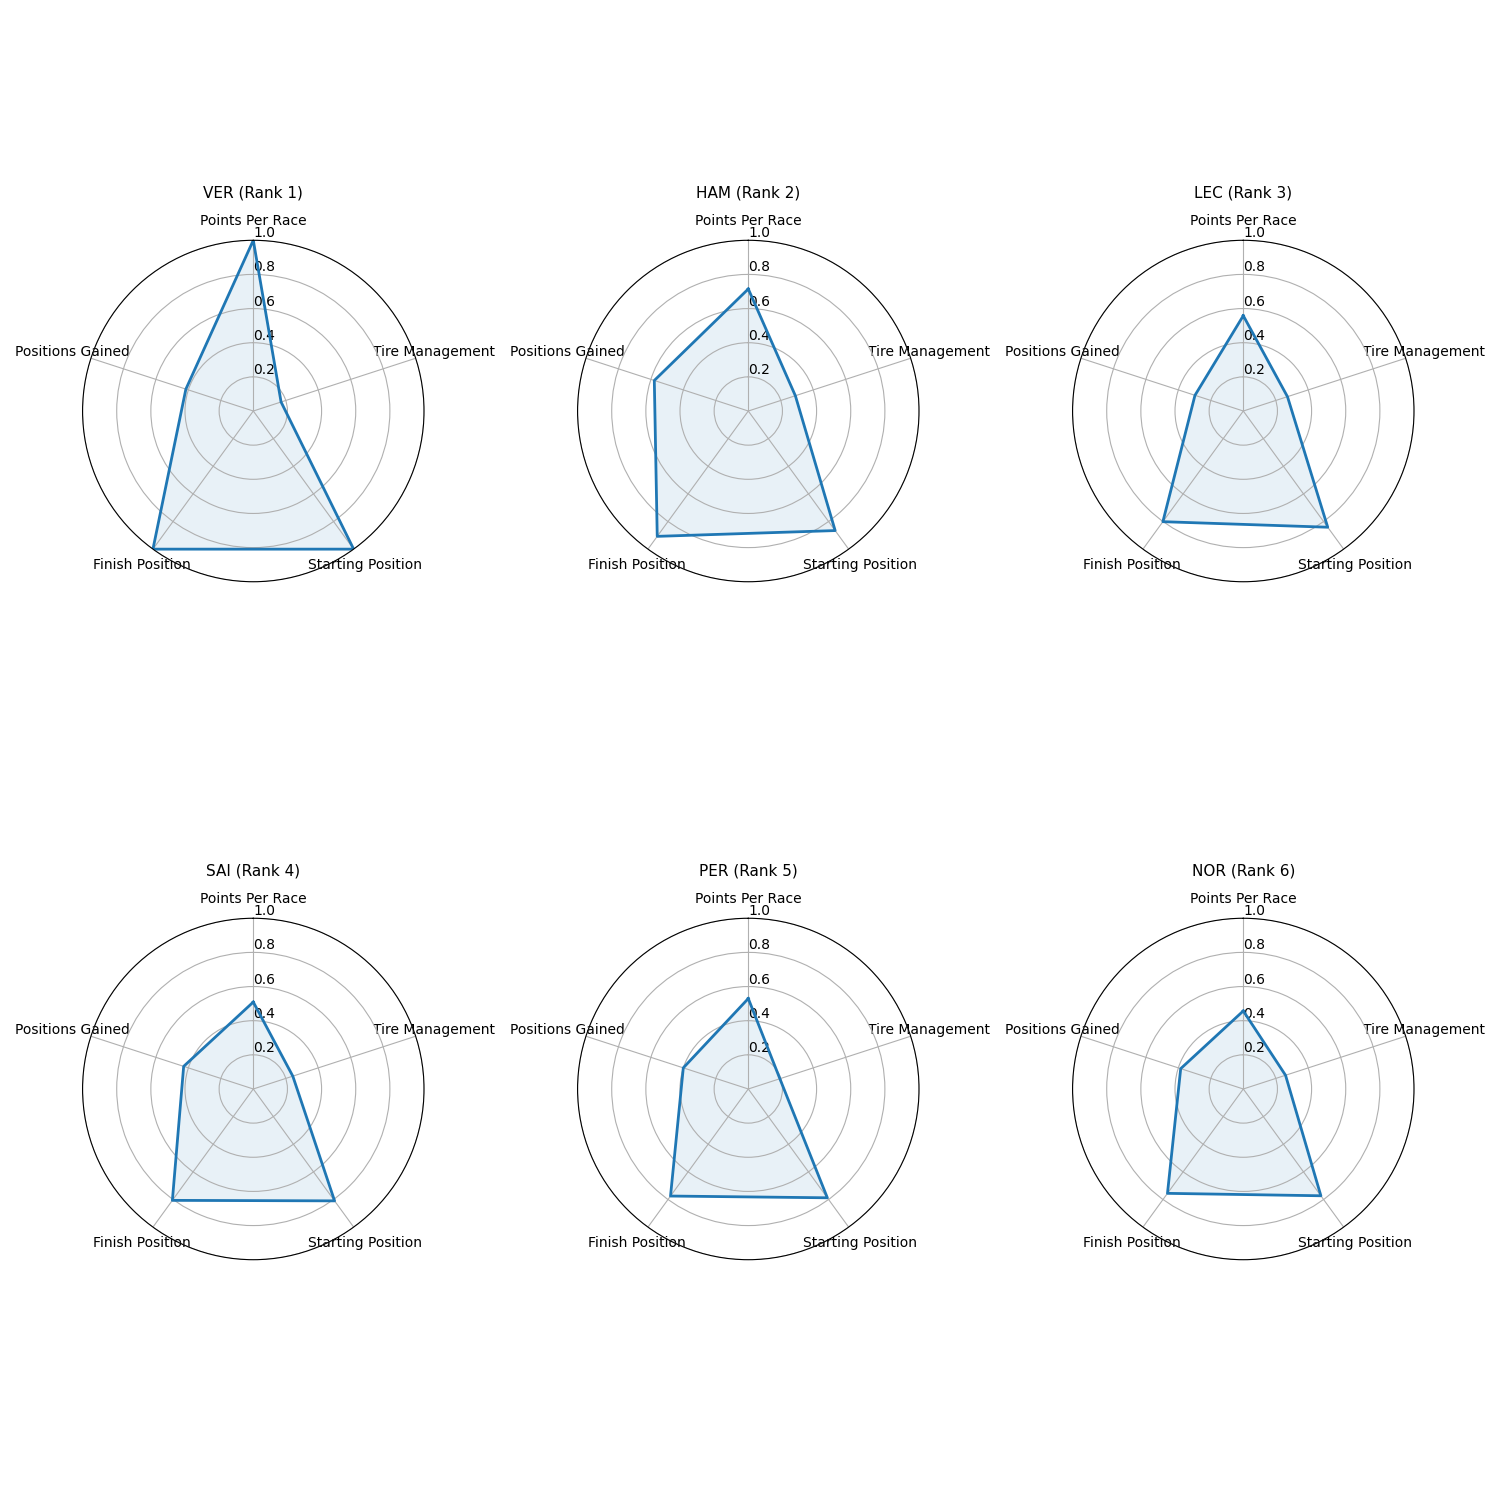 VER (Rank 1)
Points Per Race
1.0
0.8
0.6
0.4
0.2
Positions Gained
Tire Management
Finish Position
Starting Position
HAM (Rank 2)
Points Per Race
1.0
0.8
0.6
0.4
0.2
Positions Gained
Tire Management
Finish Position
Starting Position
LEC (Rank 3)
Points Per Race
1.0
0.8
0.6
0.4
0.2
Positions Gained
Tire Management
Finish Position
Starting Position
SAI (Rank 4)
Points Per Race
1.0
0.8
0.6
0.4
0.2
Positions Gained
Tire Management
Finish Position
Starting Position
PER (Rank 5)
Points Per Race
1.0
0.8
0.6
0.4
0.2
Positions Gained
Tire Management
Finish Position
Starting Position
NOR (Rank 6)
Points Per Race
1.0
0.8
0.6
0.4
0.2
Positions Gained
Tire Management
Finish Position
Starting Position